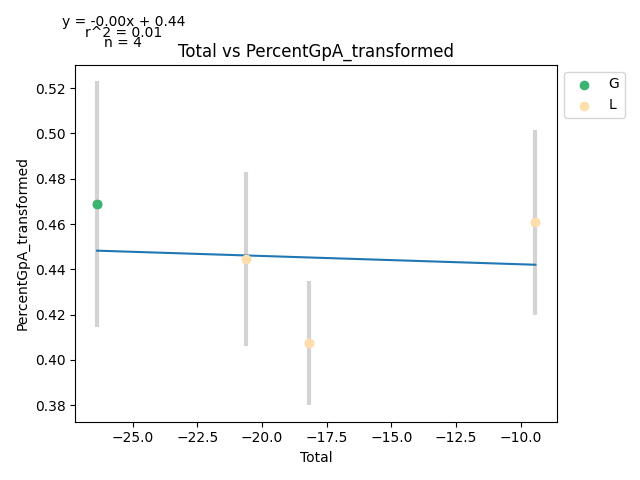 y = -0.00x + 0.44
r^2 = 0.01
n = 4
Total vs PercentGpA_transformed
G
L
PercentGpA_transformed
0.52
0.50
0.48
0.46
0.44
0.42
0.40
0.38
−25.0 −22.5 −20.0 −17.5 −15.0 −12.5 −10.0
Total